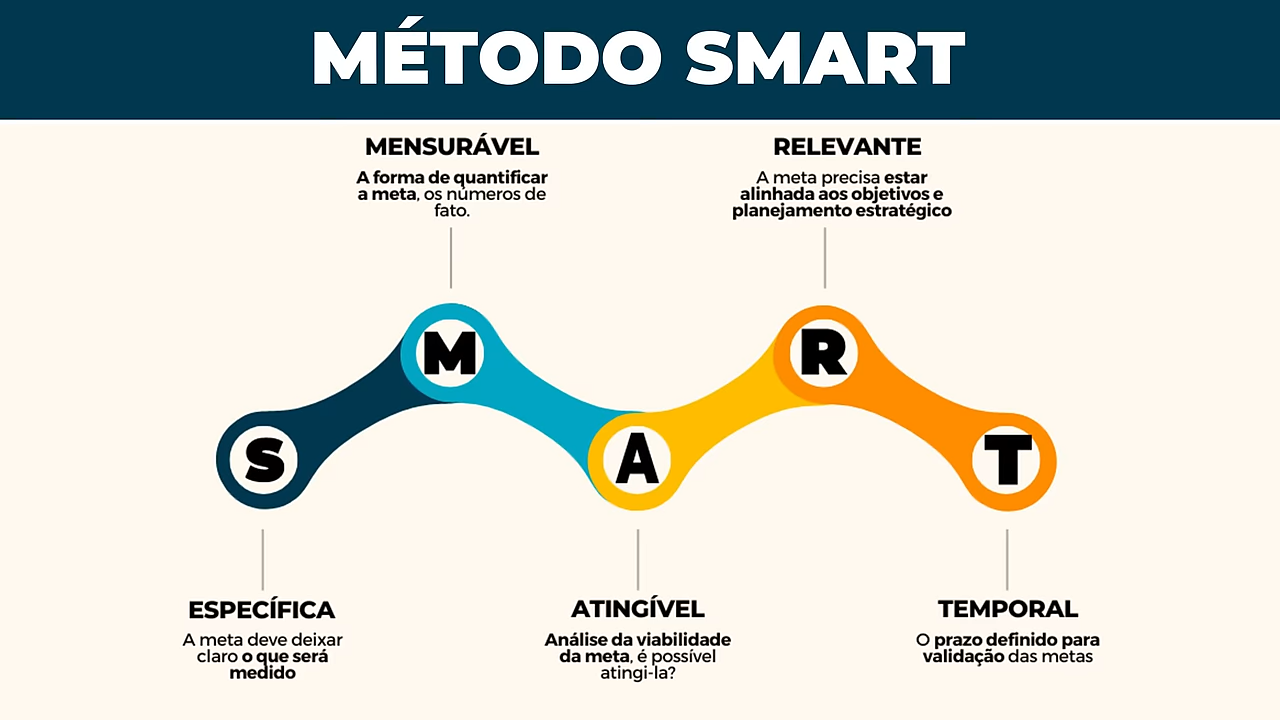 MÉTODO SMART
MENSURÁVEL
A forma de quantificar
a meta, os números de
fato.
RELEVANTE
A meta precisa estar
alinhada aos objetivos e
planejamento estratégico
S
M
A
R
T
ESPECÍFICA
A meta deve deixar
claro o que será
medido
ATINGÍVEL
Análise da viabilidade
da meta, é possível
atingi-la?
TEMPORAL
O prazo definido para
validação das metas